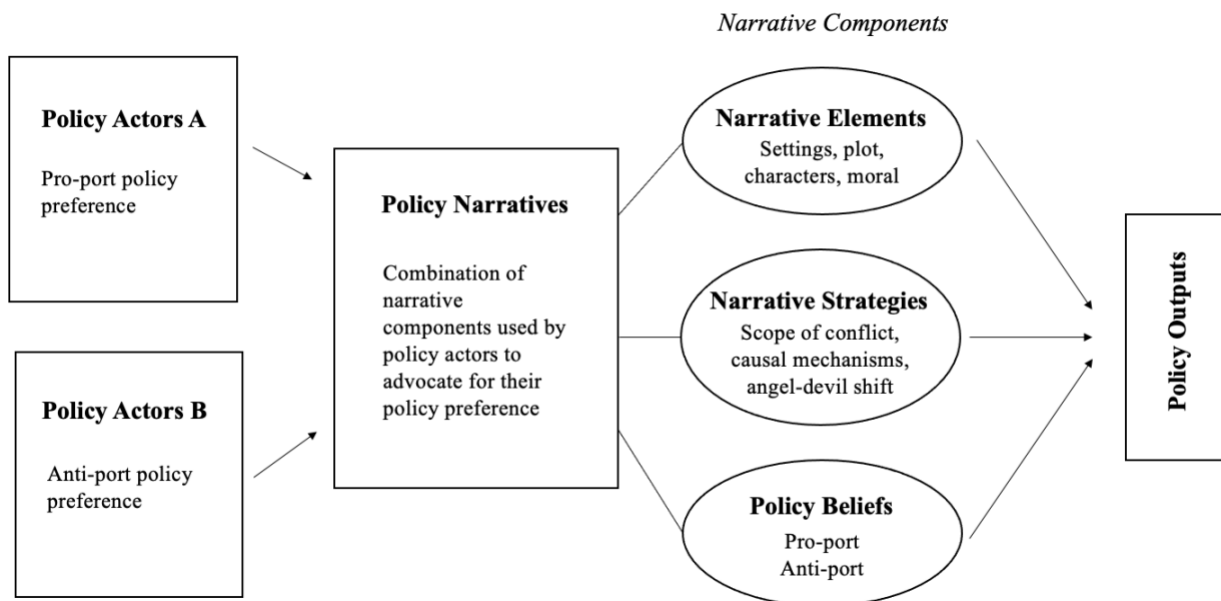 Narrative Components
Policy Actors A
Pro-port policy
preference
Policy Actors B
Anti-port policy
preference
Policy Narratives
Combination of
narrative
components used by
policy actors to
advocate for their
policy preference
Narrative Elements
Settings, plot,
characters, moral
Narrative Strategies
Scope of conflict,
causal mechanisms,
angel-devil shift
Policy Beliefs
Pro-port
Anti-port
Policy Outputs